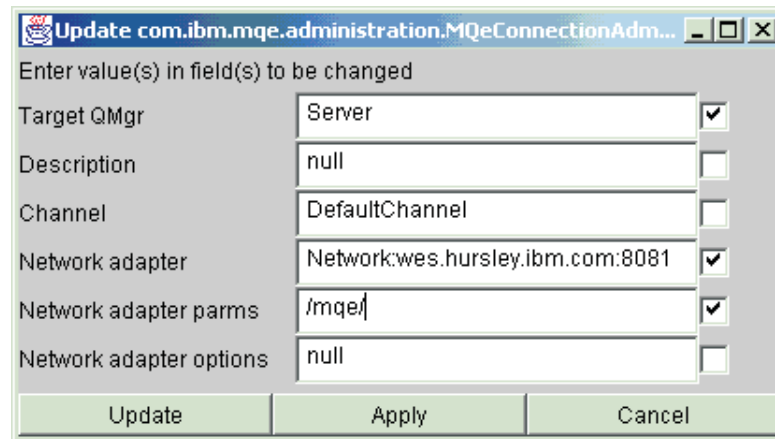 Update com.ibm.mqe.administration.MQeConnectionAdm...
Enter value(s) in field(s) to be changed
Target QMgr Server
Description null
Channel DefaultChannel
Network adapter Network:wes.hursley.ibm.com:8081
Network adapter parms /mqe/
Network adapter options null
Update Apply Cancel